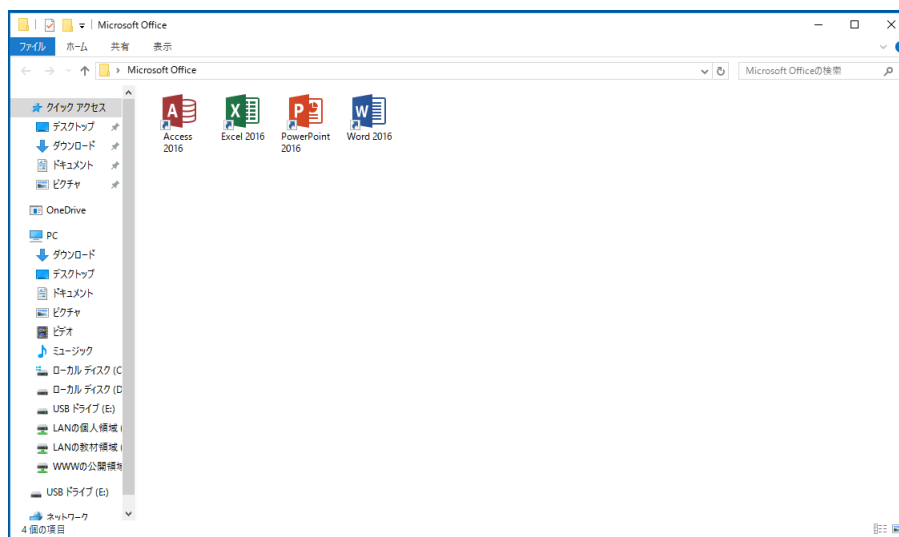 Microsoft Office
ファイル ホーム 共有 表示
Microsoft Office
Microsoft Officeの検索
クイック アクセス
デスクトップ
ダウンロード
ドキュメント
ピクチャ
OneDrive
PC
ダウンロード
デスクトップ
ドキュメント
ピクチャ
ビデオ
ミュージック
ローカル ディスク (C
ローカル ディスク (D
USB ドライブ (E:)
LANの個人領域 (
LANの教材領域 (
WWWの公開領域
USB ドライブ (E:)
ネットワーク
Access
2016
Excel 2016
PowerPoint
2016
Word 2016
4 個の項目